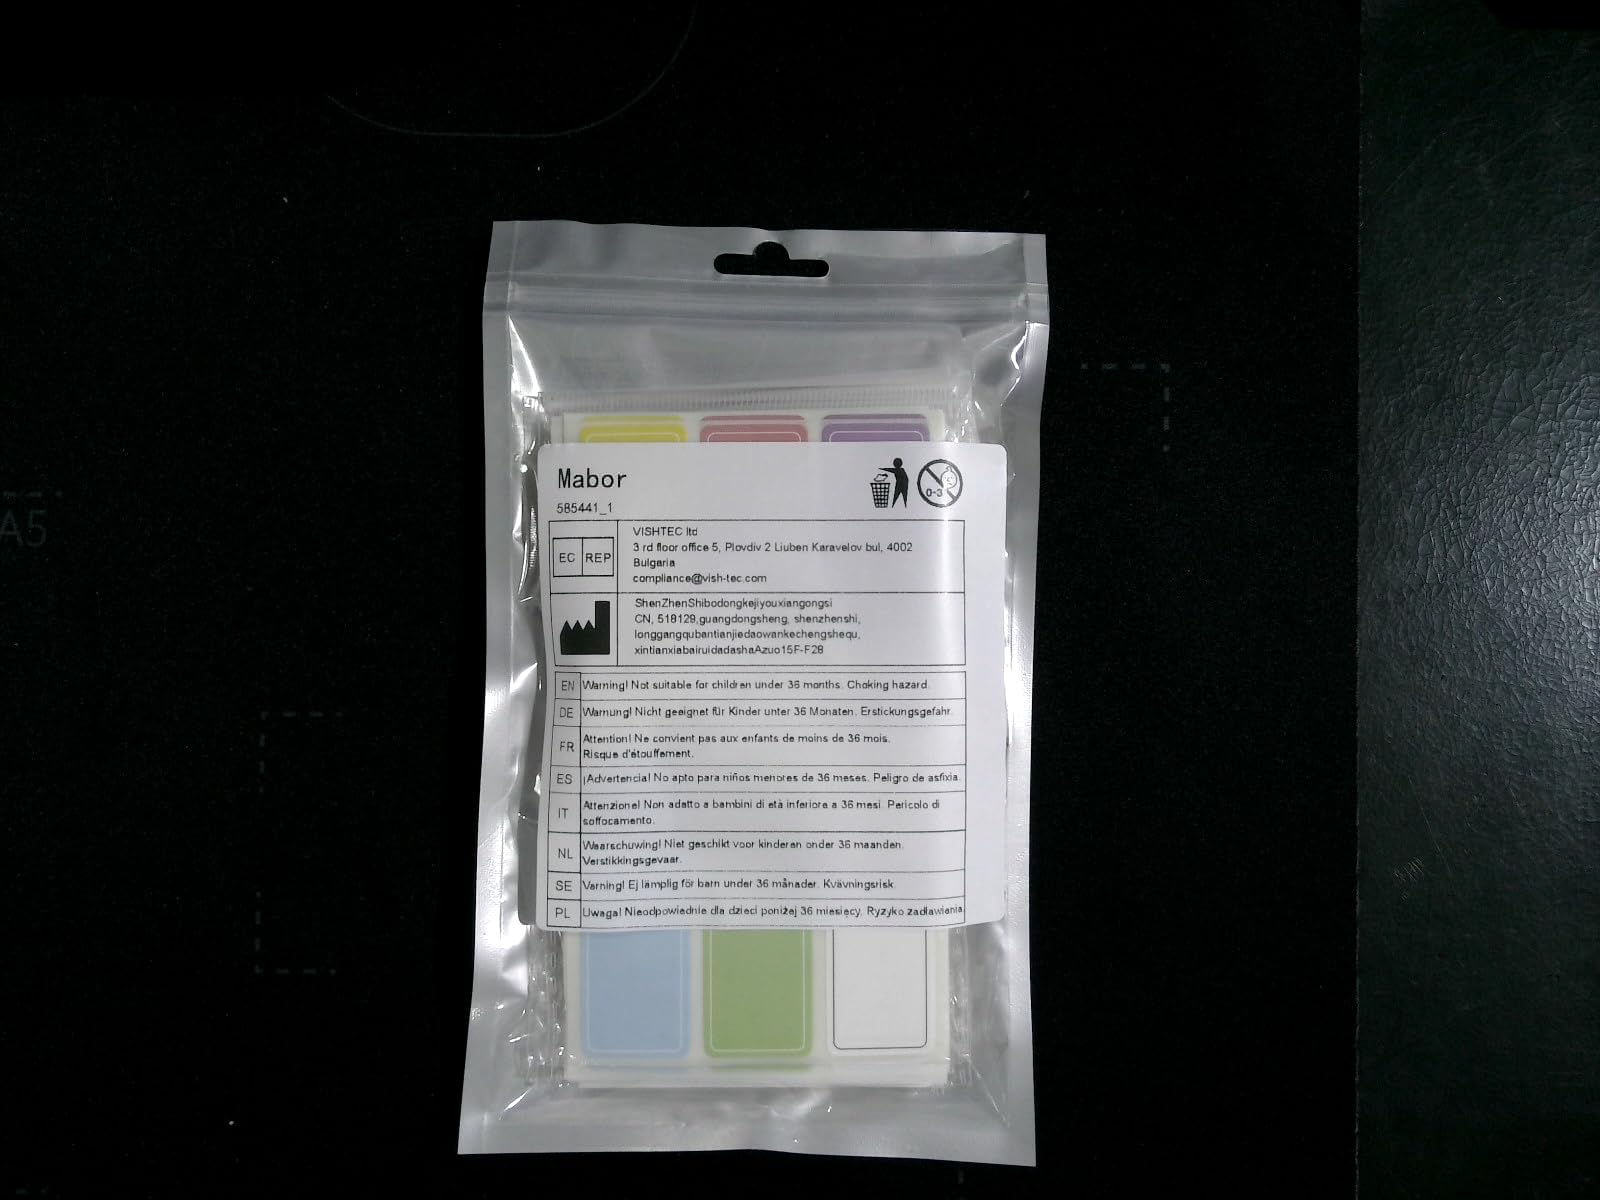 Mabor
0-3
585441_1
EC REP
VISHTEC ltd
3 rd floor office 5, Plovdiv 2 Liuben Karavelov bul, 4002
Bulgaria
compliance@vish-tec.com
ShenZhenShibodongkejiyouxiangongsi
CN, 518129,guangdongsheng, shenzhenshi,
longgangqubantianjiedaowankechengshequ,
xintianxiabairuidadashaAzuo15F-F28
EN Warning! Not suitable for children under 36 months. Choking hazard.
DE Warnung! Nicht geeignet für Kinder unter 36 Monaten. Erstickungsgefahr.
FR Attention! Ne convient pas aux enfants de moins de 36 mois.
Risque d'étouffement.
ES ¡Advertencia! No apto para niños menores de 36 meses. Peligro de asfixia.
IT Attenzione! Non adatto a bambini di età inferiore a 36 mesi. Pericolo di
soffocamento.
NL Waarschuwing! Niet geschikt voor kinderen onder 36 maanden.
Verstikkingsgevaar.
SE Varning! Ej lämplig för barn under 36 månader. Kvävningsrisk.
PL Uwaga! Nieodpowiednie dla dzieci poniżej 36 miesięcy. Ryzyko zadławienia.
A5